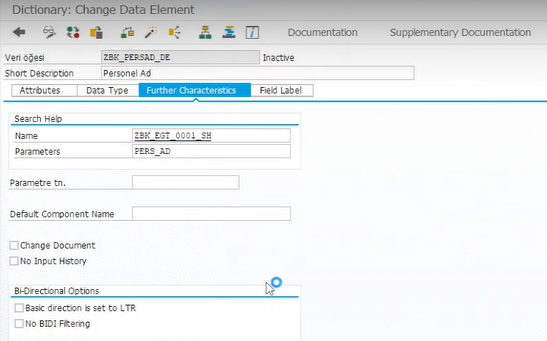 Dictionary: Change Data Element
Documentation Supplementary Documentation
Veri öğesi ZBK_PERSAD_DE Inactive
Short Description Personel Ad
Attributes Data Type Further Characteristics Field Label
Search Help
Name ZBK_EGT_0001_SH
Parameters PERS_AD
Parametre tn.
Default Component Name
Change Document
No Input History
Bi-Directional Options
Basic direction is set to LTR
No BIDI Filtering